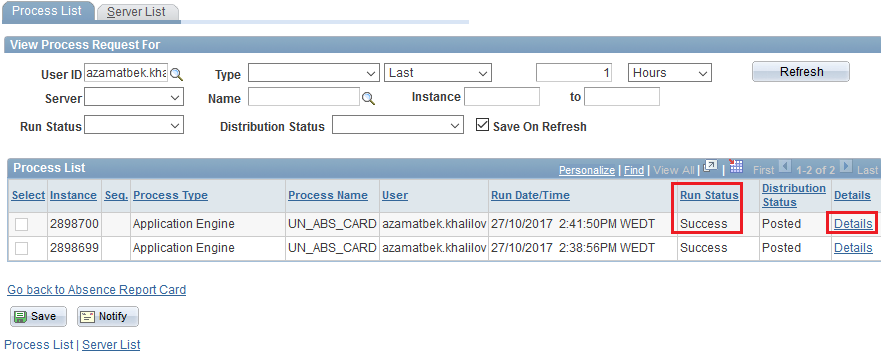 Process List Server List
View Process Request For
User ID azamatbek.kha Type Last 1 Hours Refresh
Server Name Instance to
Run Status Distribution Status Save On Refresh
Process List Personalize | Find | View All | First 1-2 of 2 Last
Select Instance Seq. Process Type Process Name User Run Date/Time Run Status Distribution Status Details
2898700 Application Engine UN_ABS_CARD azamatbek.khalilov 27/10/2017 2:41:50PM WEDT Success Posted Details
2898699 Application Engine UN_ABS_CARD azamatbek.khalilov 27/10/2017 2:38:56PM WEDT Success Posted Details
Go back to Absence Report Card
Save Notify
Process List | Server List